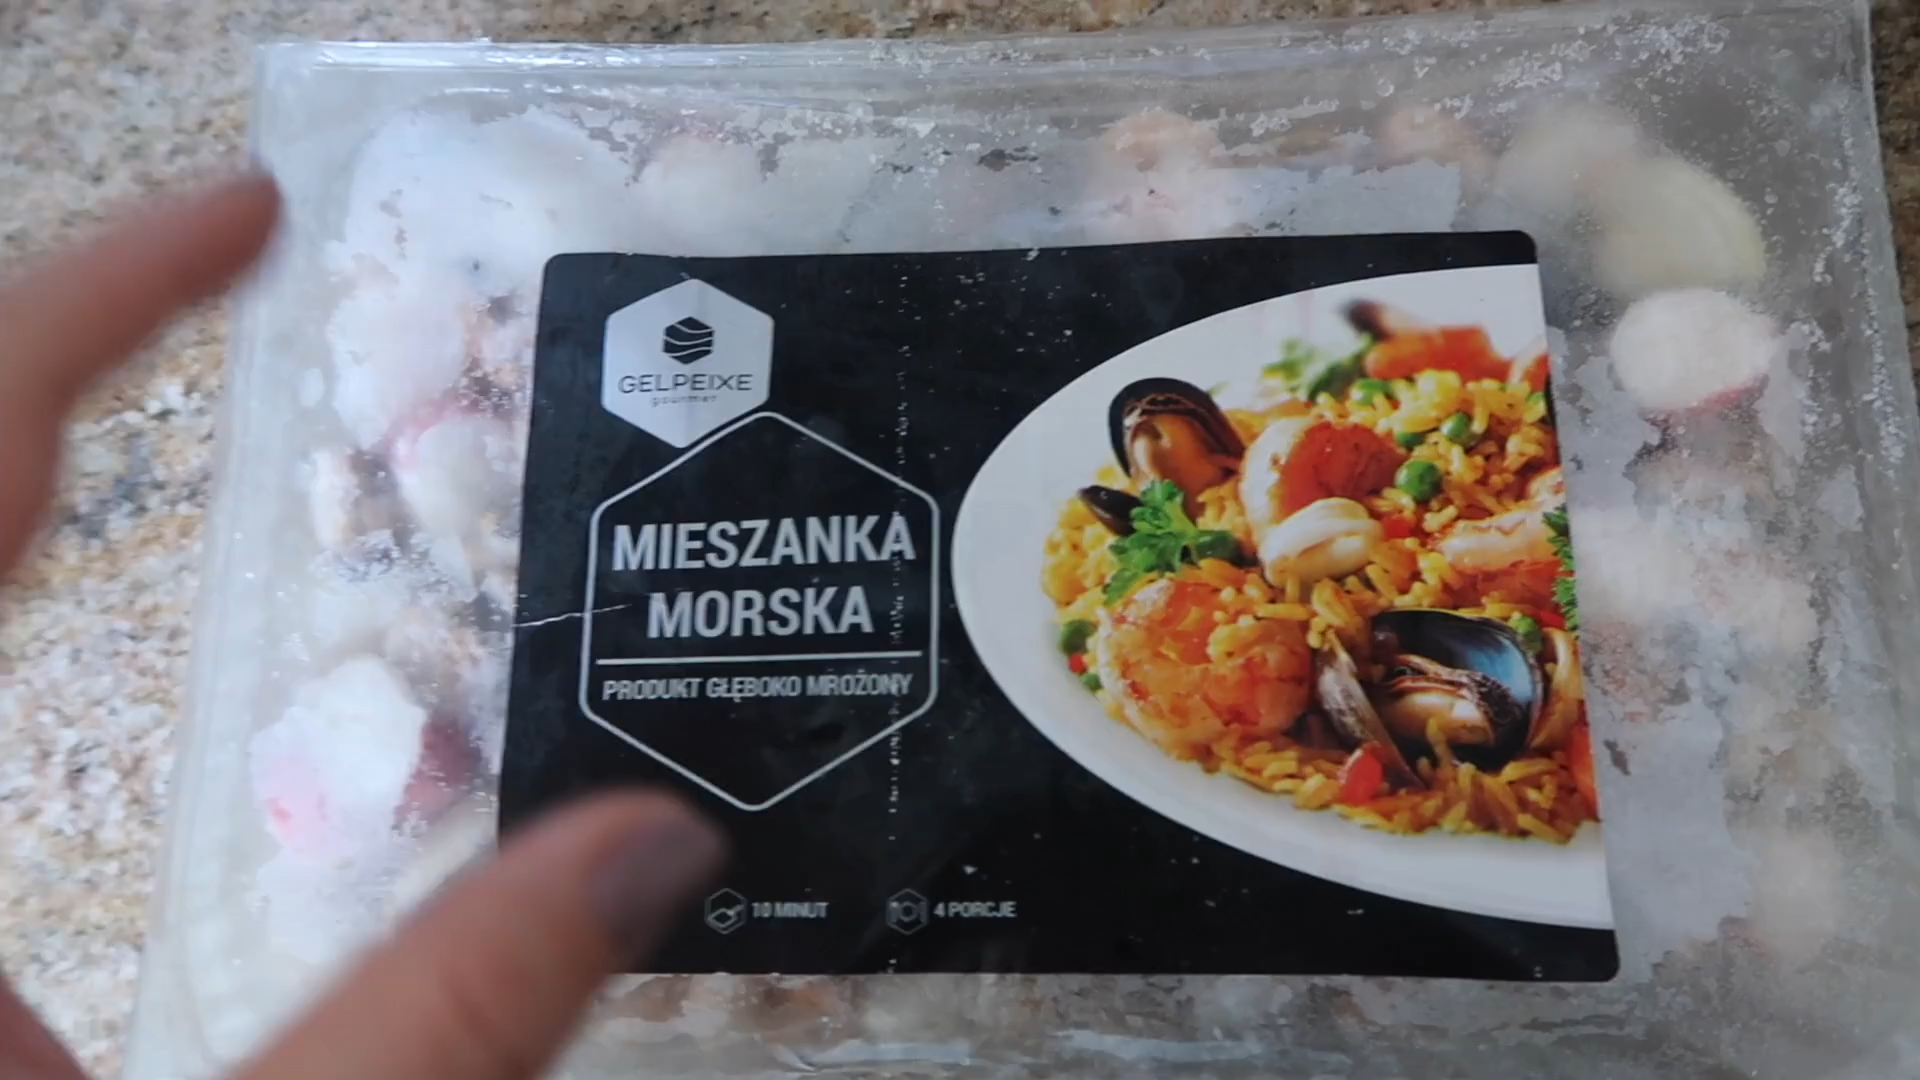 GELPEIXE
gourmet
MIESZANKA
MORSKA
PRODUKT GŁĘBOKO MROŻONY
10 MINUT
4 PORCJE